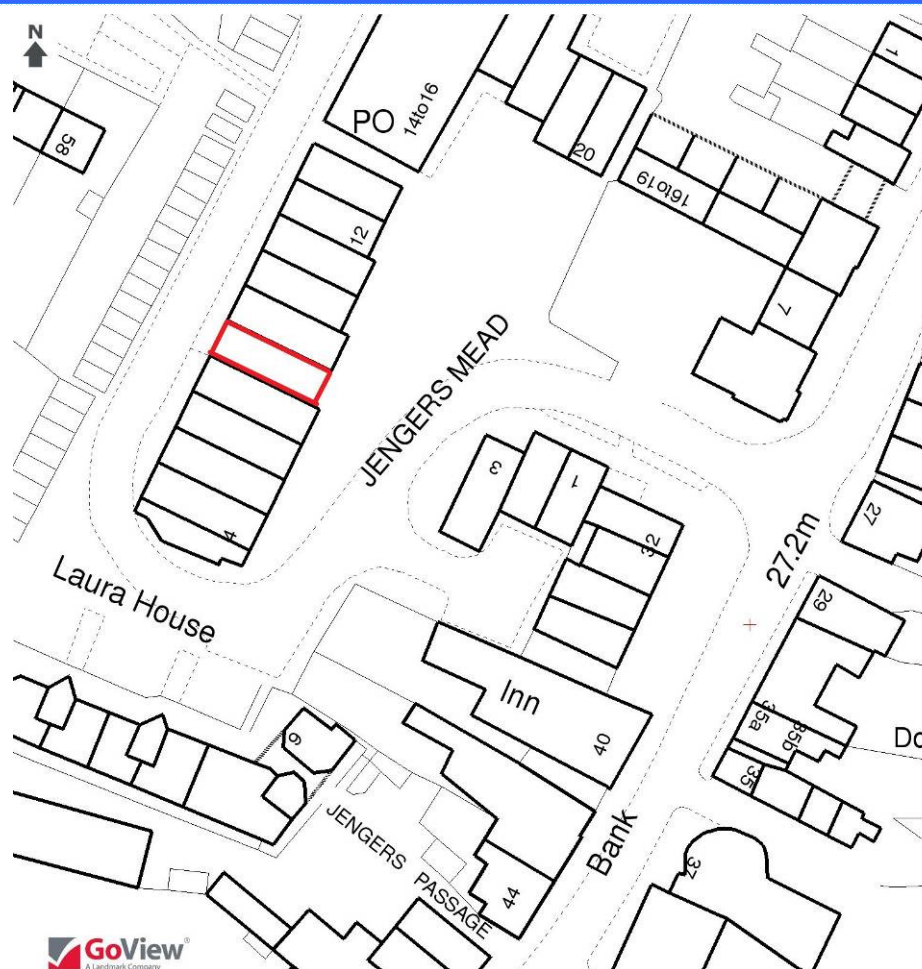 N
58
PO
14to16
20
16to19
1
12
7
JENGERS MEAD
3
1
32
27
27.2m
4
Laura House
29
Inn
40
35a
35b
35
Do
9
JENGERS
PASSAGE
Bank
44
37
GoView®
A Landmark Company